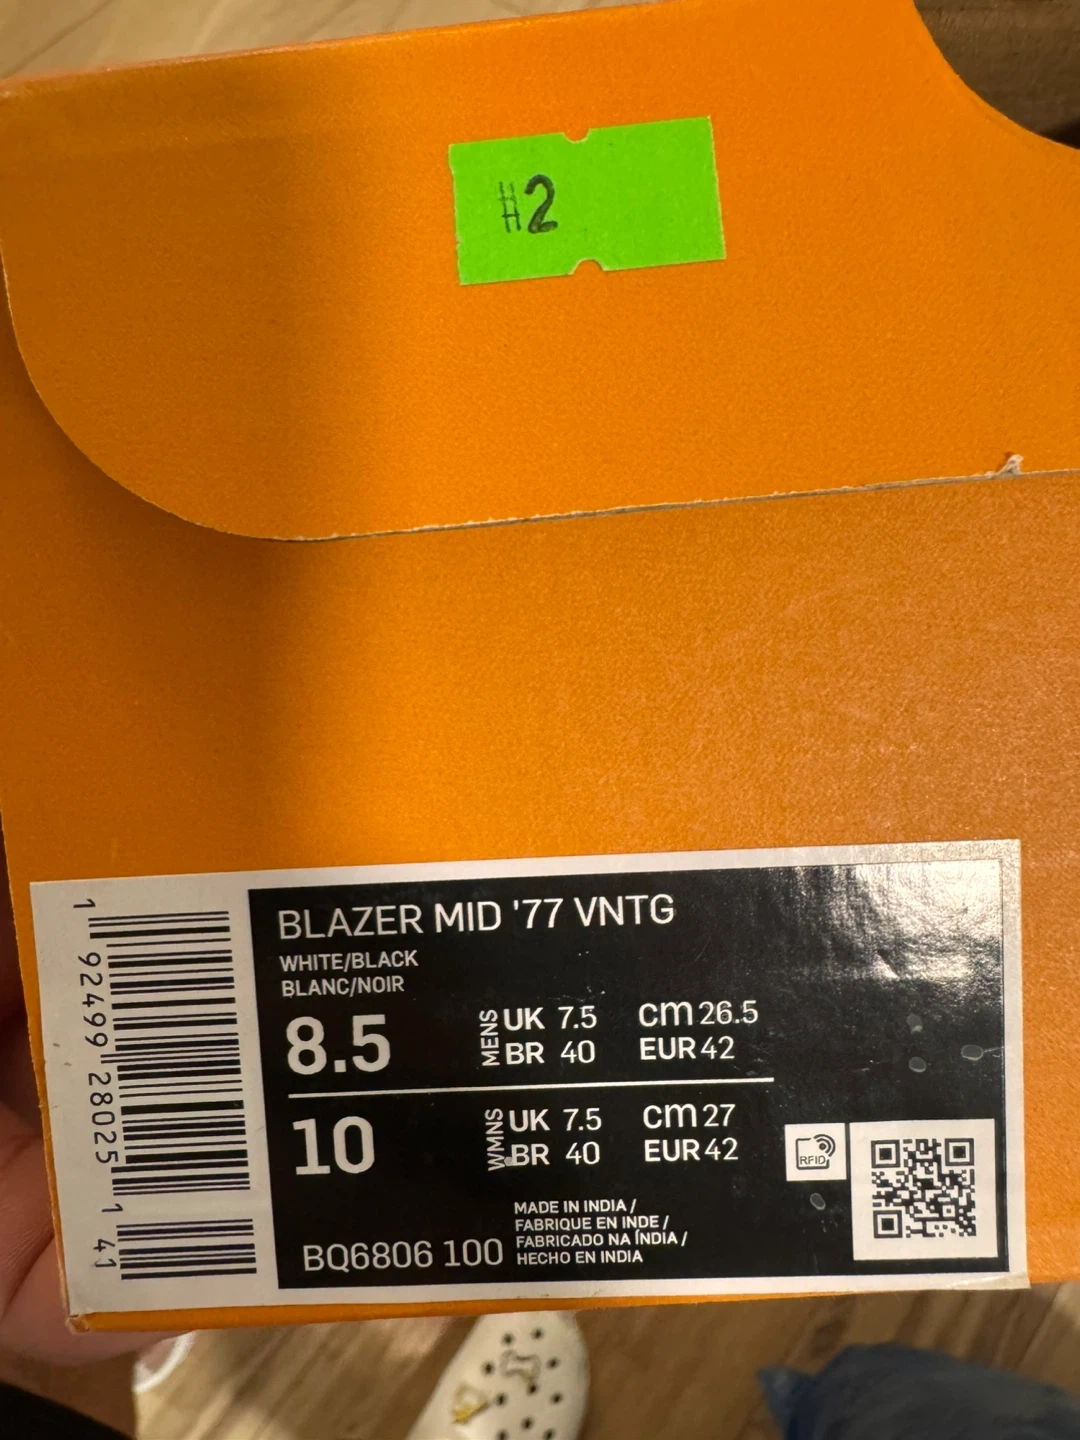 #2
BLAZER MID '77 VNTG
WHITE/BLACK
BLANC/NOIR
8.5
MENS
UK 7.5 cm 26.5
BR 40 EUR 42
10
WMNS
UK 7.5 cm 27
BR 40 EUR 42
RFID
MADE IN INDIA /
FABRIQUE EN INDE /
FABRICADO NA ÍNDIA /
HECHO EN INDIA
BQ6806 100
1 92499 28025 1 41